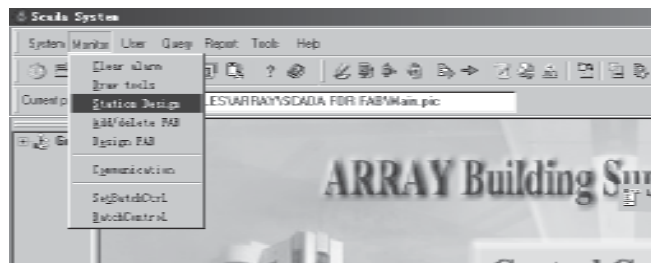 Scada System
System Monitor User Query Report Tools Help
Clear alarm
Draw tools
Station Design
Add/delete FAB
Design FAB
Communication
SetBatchCtrl
BatchControl
Current p
LES\ARRAY\SCADA FOR FAB\Main.pic
ARRAY Building Su